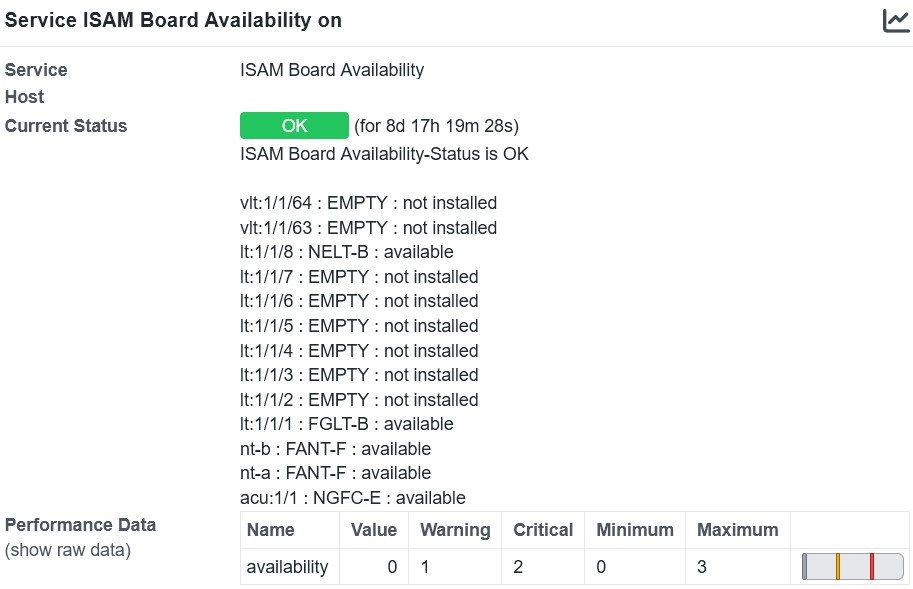 Service ISAM Board Availability on
Service ISAM Board Availability
Host
Current Status OK (for 8d 17h 19m 28s)
ISAM Board Availability-Status is OK
vlt:1/1/64 : EMPTY : not installed
vlt:1/1/63 : EMPTY : not installed
lt:1/1/8 : NELT-B : available
lt:1/1/7 : EMPTY : not installed
lt:1/1/6 : EMPTY : not installed
lt:1/1/5 : EMPTY : not installed
lt:1/1/4 : EMPTY : not installed
lt:1/1/3 : EMPTY : not installed
lt:1/1/2 : EMPTY : not installed
lt:1/1/1 : FGLT-B : available
nt-b : FANT-F : available
nt-a : FANT-F : available
acu:1/1 : NGFC-E : available
Performance Data
(show raw data)
Name Value Warning Critical Minimum Maximum
availability 0 1 2 0 3